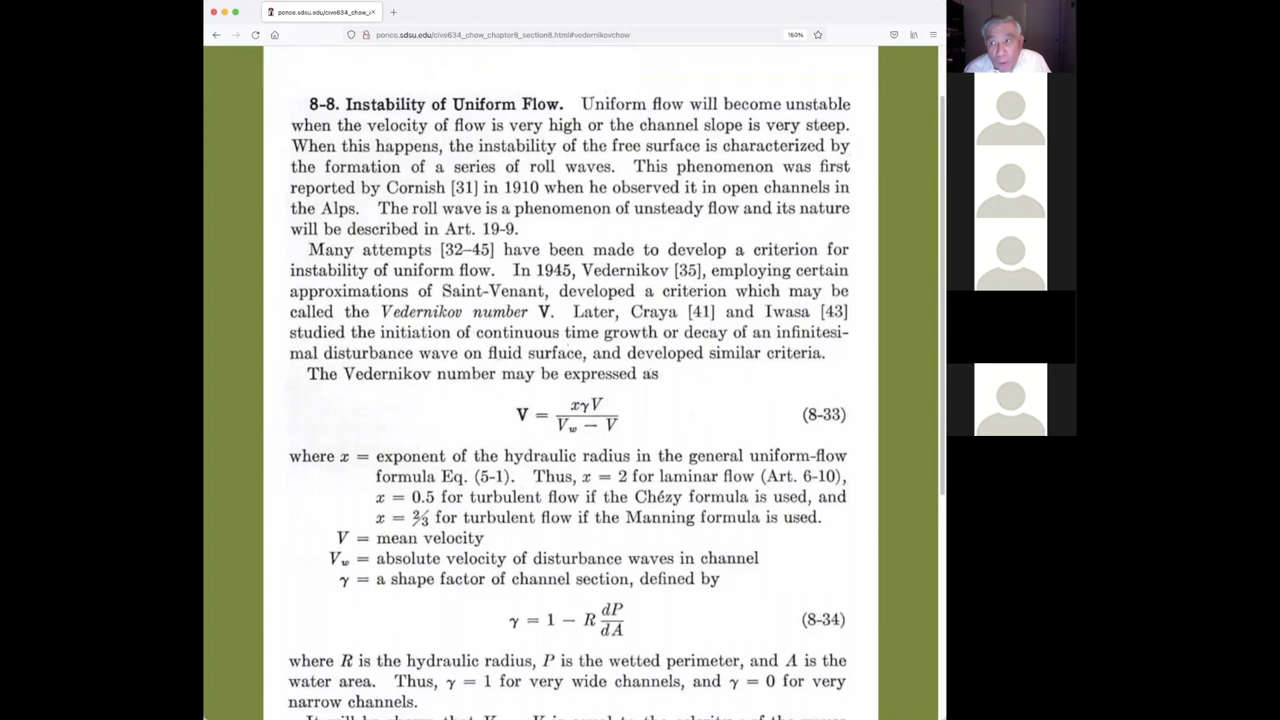 ponce.sdsu.edu/cive634_chow_c
ponce.sdsu.edu/cive634_chow_chapter8_section8.html#vedernikovchow
160%
8-8. Instability of Uniform Flow. Uniform flow will become unstable
when the velocity of flow is very high or the channel slope is very steep.
When this happens, the instability of the free surface is characterized by
the formation of a series of roll waves. This phenomenon was first
reported by Cornish [31] in 1910 when he observed it in open channels in
the Alps. The roll wave is a phenomenon of unsteady flow and its nature
will be described in Art. 19-9.
Many attempts [32–45] have been made to develop a criterion for
instability of uniform flow. In 1945, Vedernikov [35], employing certain
approximations of Saint-Venant, developed a criterion which may be
called the Vedernikov number V. Later, Craya [41] and Iwasa [43]
studied the initiation of continuous time growth or decay of an infinitesi-
mal disturbance wave on fluid surface, and developed similar criteria.
The Vedernikov number may be expressed as
V = xγV / (V_w − V) (8-33)
where x = exponent of the hydraulic radius in the general uniform-flow
formula Eq. (5-1). Thus, x = 2 for laminar flow (Art. 6-10),
x = 0.5 for turbulent flow if the Chézy formula is used, and
x = ⅔ for turbulent flow if the Manning formula is used.
V = mean velocity
V_w = absolute velocity of disturbance waves in channel
γ = a shape factor of channel section, defined by
γ = 1 − R dP/dA (8-34)
where R is the hydraulic radius, P is the wetted perimeter, and A is the
water area. Thus, γ = 1 for very wide channels, and γ = 0 for very
narrow channels.